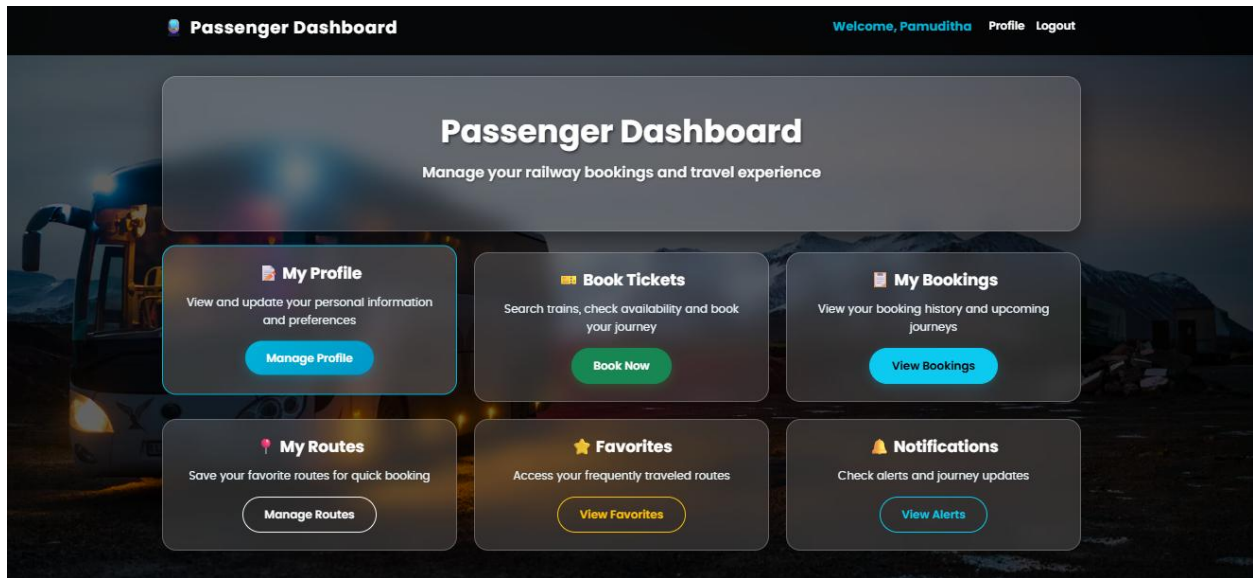 Passenger Dashboard
Welcome, Pamuditha Profile Logout
Passenger Dashboard
Manage your railway bookings and travel experience
My Profile
View and update your personal information
and preferences
Manage Profile
Book Tickets
Search trains, check availability and book
your journey
Book Now
My Bookings
View your booking history and upcoming
journeys
View Bookings
My Routes
Save your favorite routes for quick booking
Manage Routes
Favorites
Access your frequently traveled routes
View Favorites
Notifications
Check alerts and journey updates
View Alerts